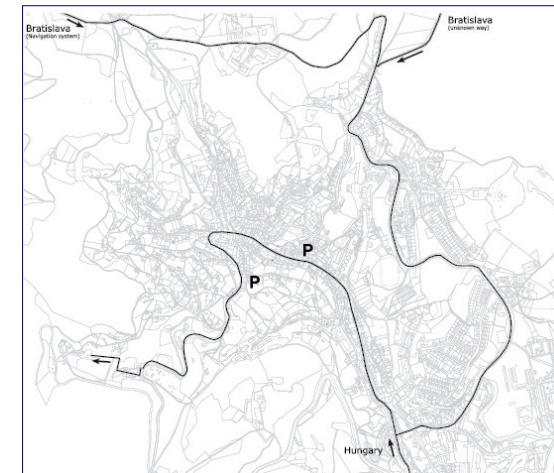 Bratislava
(Navigation system)
Bratislava
(unknown way)
P
P
Hungary